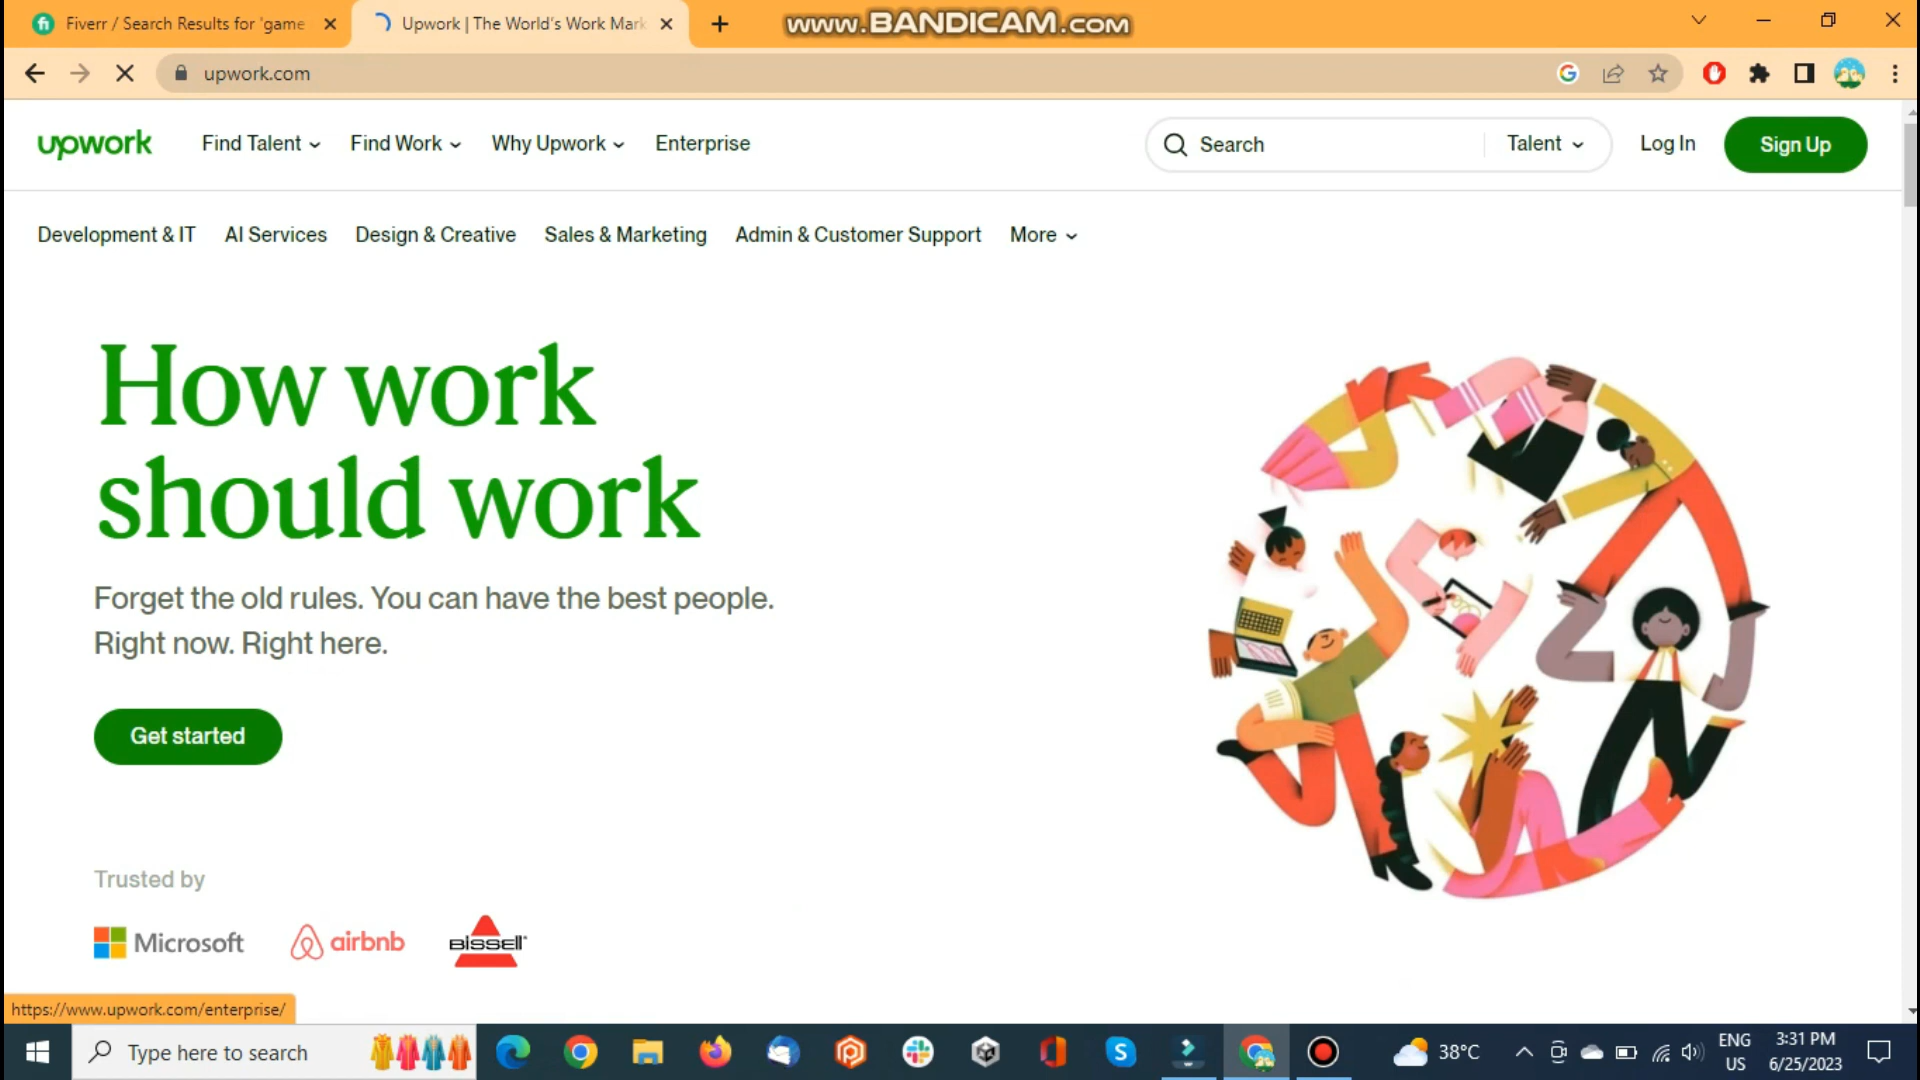 Fiverr / Search Results for 'game
Upwork | The World's Work Mark
www.BANDICAM.com
upwork.com
upwork
Find Talent
Find Work
Why Upwork
Enterprise
Search
Talent
Log In
Sign Up
Development & IT
AI Services
Design & Creative
Sales & Marketing
Admin & Customer Support
More
How work
should work
Forget the old rules. You can have the best people.
Right now. Right here.
Get started
Trusted by
Microsoft
airbnb
BISSELL
https://www.upwork.com/enterprise/
Type here to search
38°C
ENG
US
3:31 PM
6/25/2023